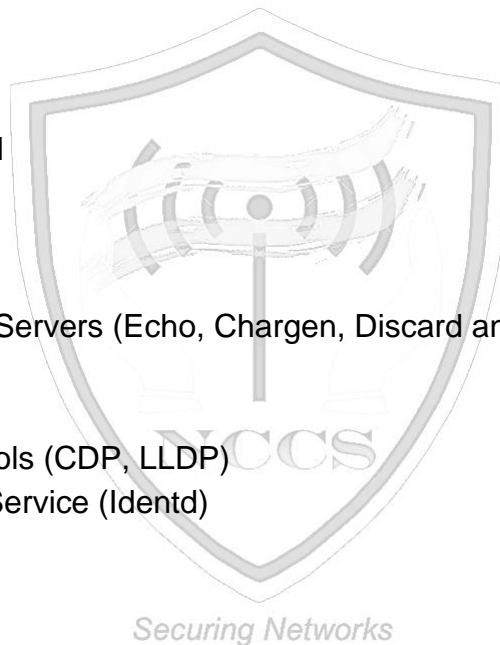 Servers (Echo, Chargen, Discard an
ols (CDP, LLDP)
Service (Identd)
NCCS
Securing Networks